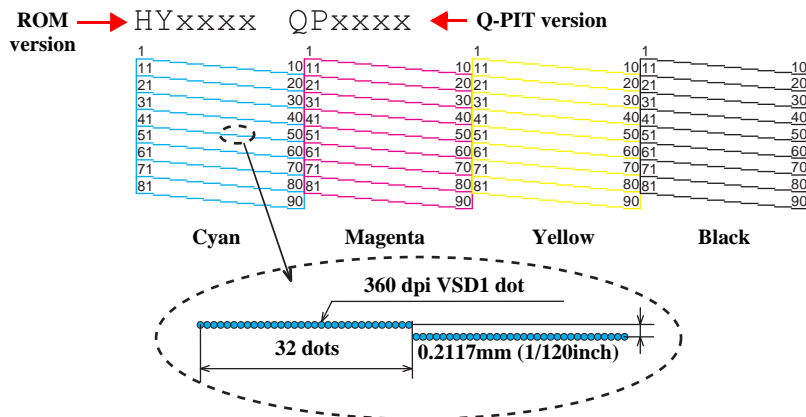 ROM version HYxxxx QPxxxx Q-PIT version
1 1 1 1
11 10 11 10 11 10 11 10
21 20 21 20 21 20 21 20
31 30 31 30 31 30 31 30
41 40 41 40 41 40 41 40
51 50 51 50 51 50 51 50
61 60 61 60 61 60 61 60
71 70 71 70 71 70 71 70
81 80 81 80 81 80 81 80
90 90 90 90
Cyan Magenta Yellow Black
360 dpi VSD1 dot
32 dots 0.2117mm (1/120inch)